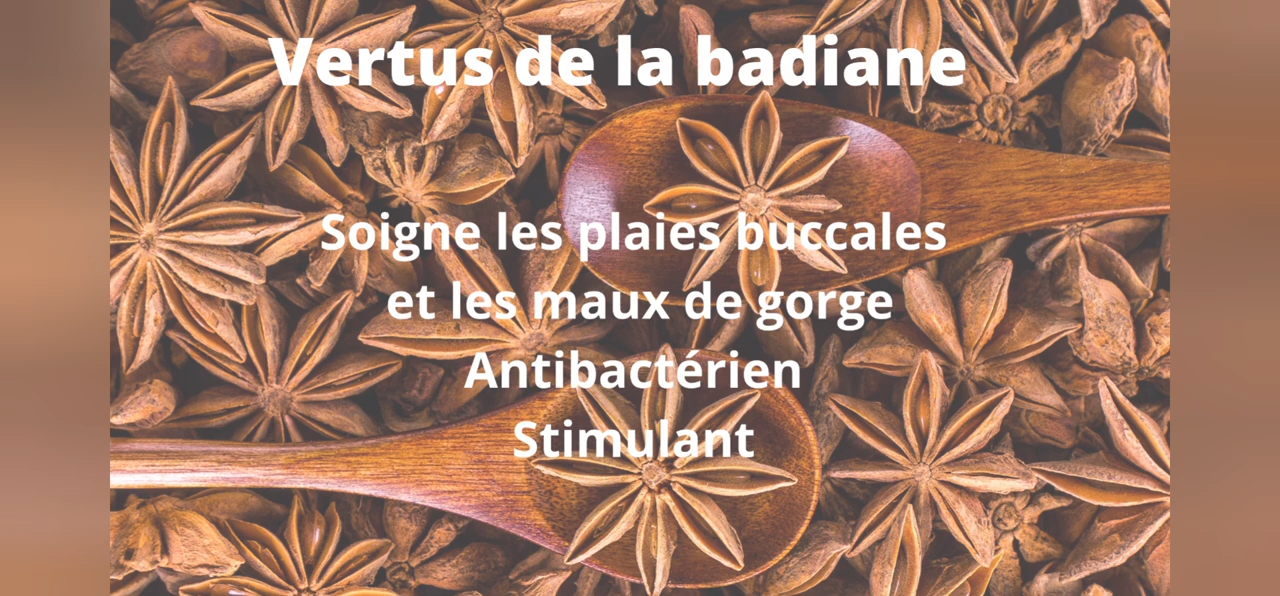 Vertus de la badiane
Soigne les plaies buccales
et les maux de gorge
Antibactérien
Stimulant